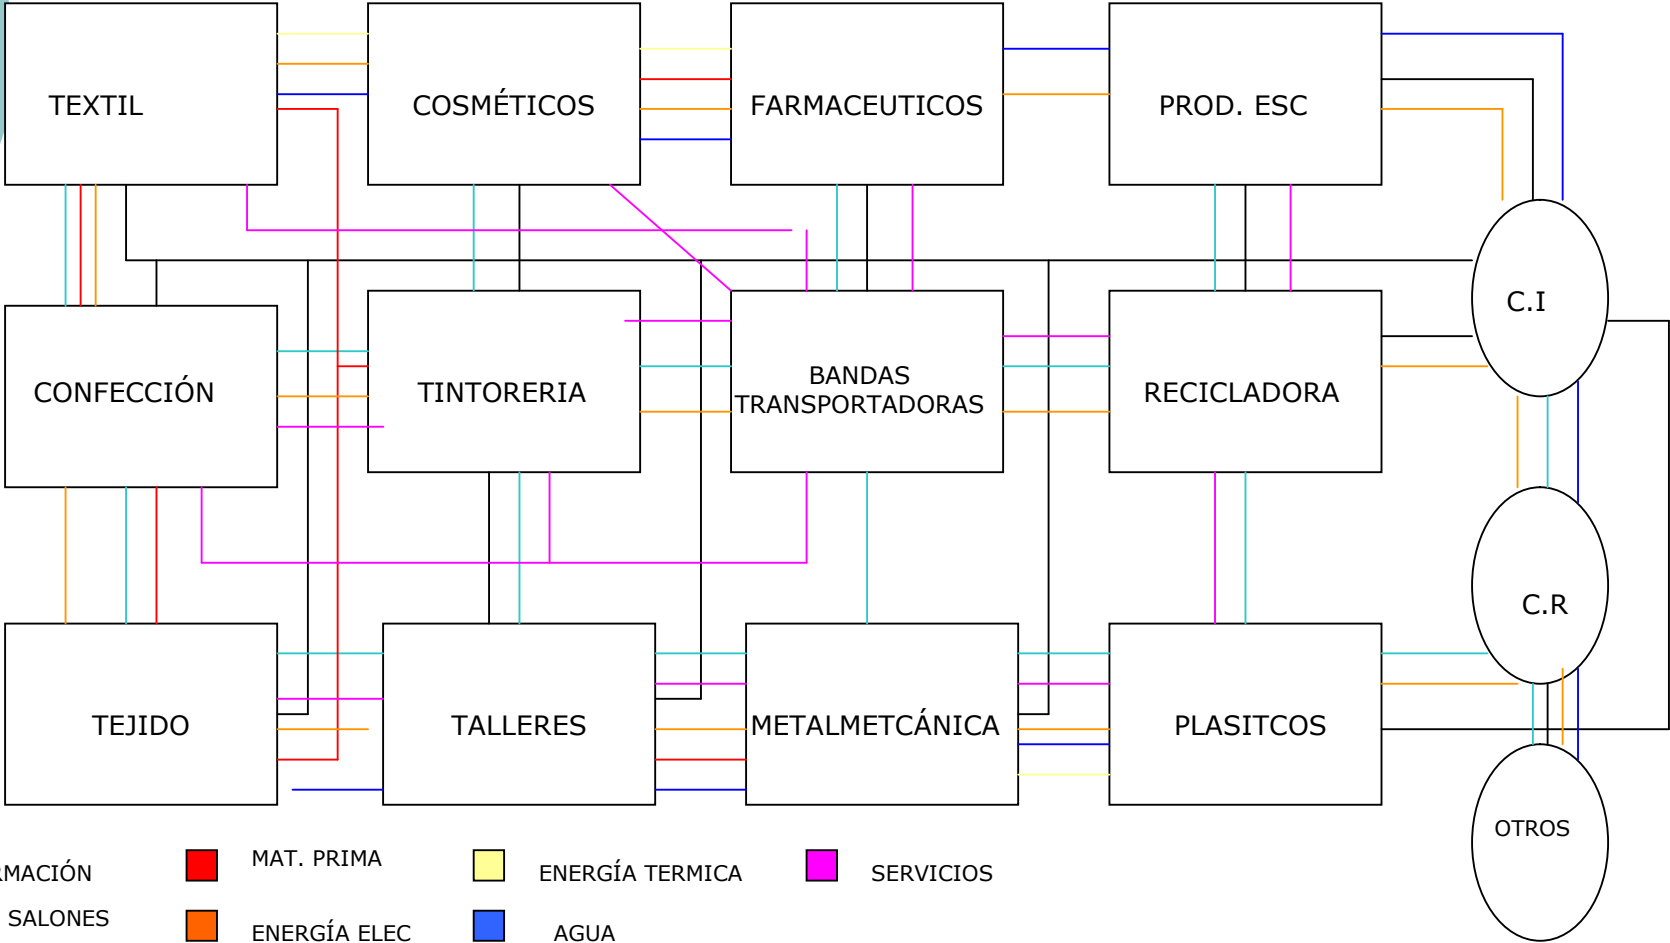 TEXTIL
COSMÉTICOS
FARMACEUTICOS
PROD. ESC
C.I
CONFECCIÓN
TINTORERIA
BANDAS
TRANSPORTADORAS
RECICLADORA
C.R
TEJIDO
TALLERES
METALMETCÁNICA
PLASITCOS
OTROS
RMACIÓN
MAT. PRIMA
ENERGÍA TERMICA
SERVICIOS
SALONES
ENERGÍA ELEC
AGUA